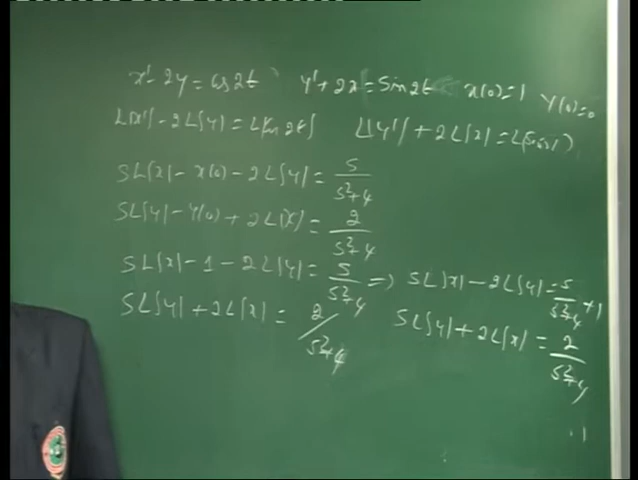 x' - 2y = cos 2t y' + 2x = sin 2t x(0) = 1 y(0) = 0
L{x'} - 2L{y} = L{cos 2t} L{y'} + 2L{x} = L{sin 2t}
SL{x} - x(0) - 2L{y} = s/(s²+4)
SL{y} - y(0) + 2L{x} = 2/(s²+4)
SL{x} - 1 - 2L{y} = s/(s²+4) => SL{x} - 2L{y} = s/(s²+4) + 1
SL{y} + 2L{x} = 2/(s²+4) SL{y} + 2L{x} = 2/(s²+4)